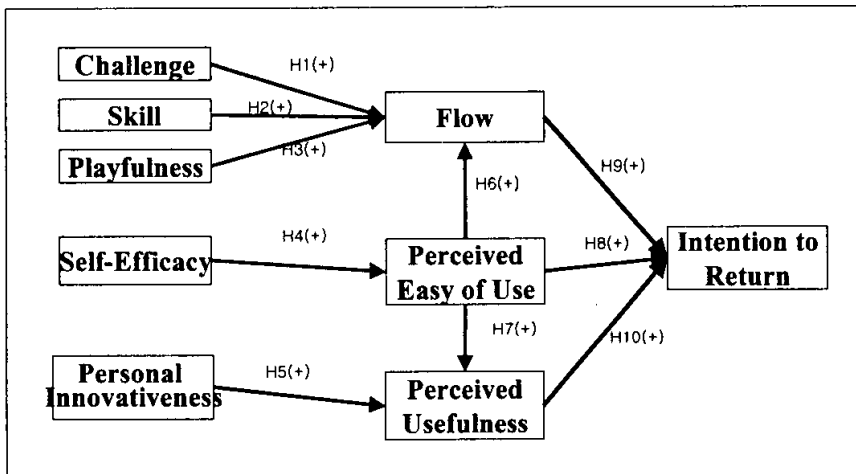 Challenge
H1(+)
Skill
H2(+)
Flow
Playfulness
H3(+)
H6(+)
H9(+)
Self-Efficacy
H4(+)
Perceived
Easy of Use
H8(+)
Intention to
Return
H7(+)
H10(+)
Personal
Innovativeness
H5(+)
Perceived
Usefulness